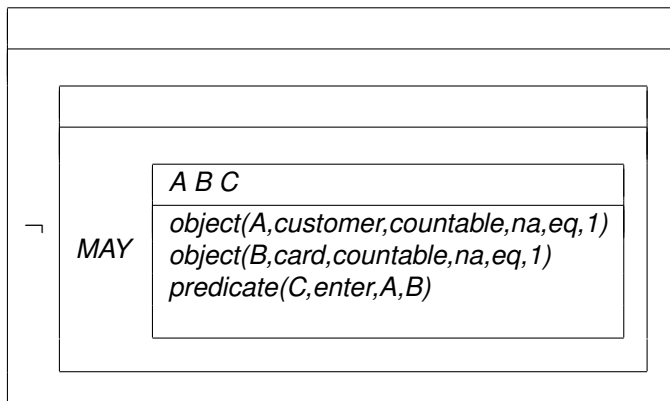 A B C
object(A,customer,countable,na,eq,1)
¬
MAY
object(B,card,countable,na,eq,1)
predicate(C,enter,A,B)